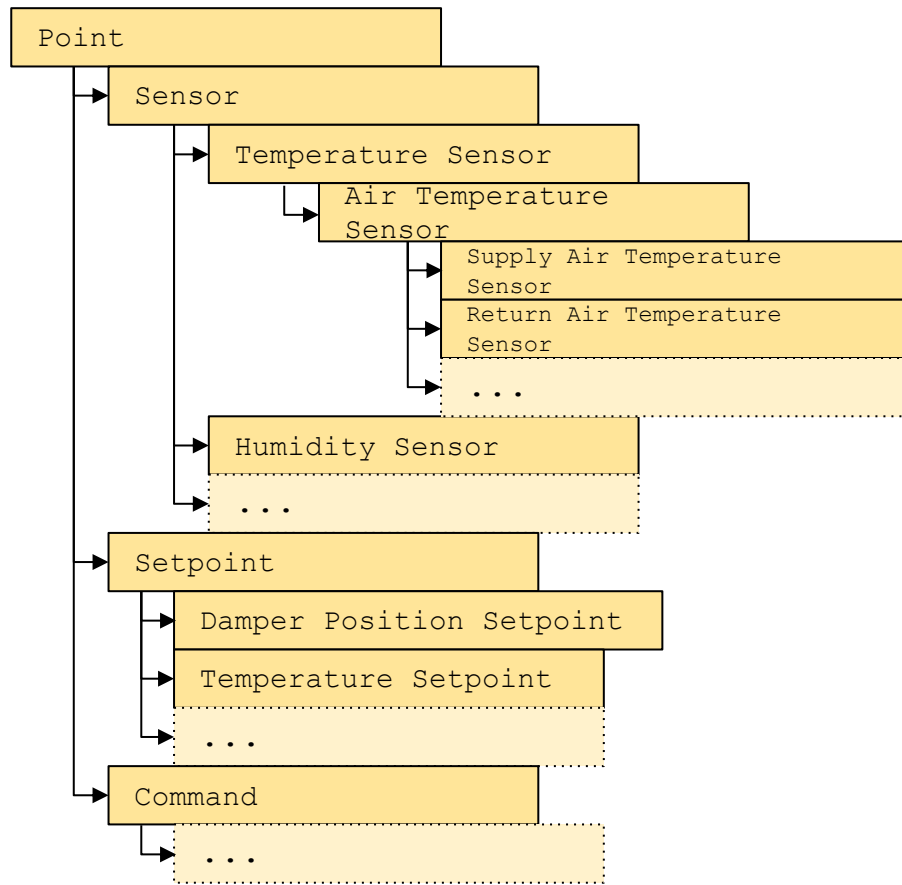 Point
Sensor
Temperature Sensor
Air Temperature
Sensor
Supply Air Temperature
Sensor
Return Air Temperature
Sensor
...
Humidity Sensor
...
Setpoint
Damper Position Setpoint
Temperature Setpoint
...
Command
...